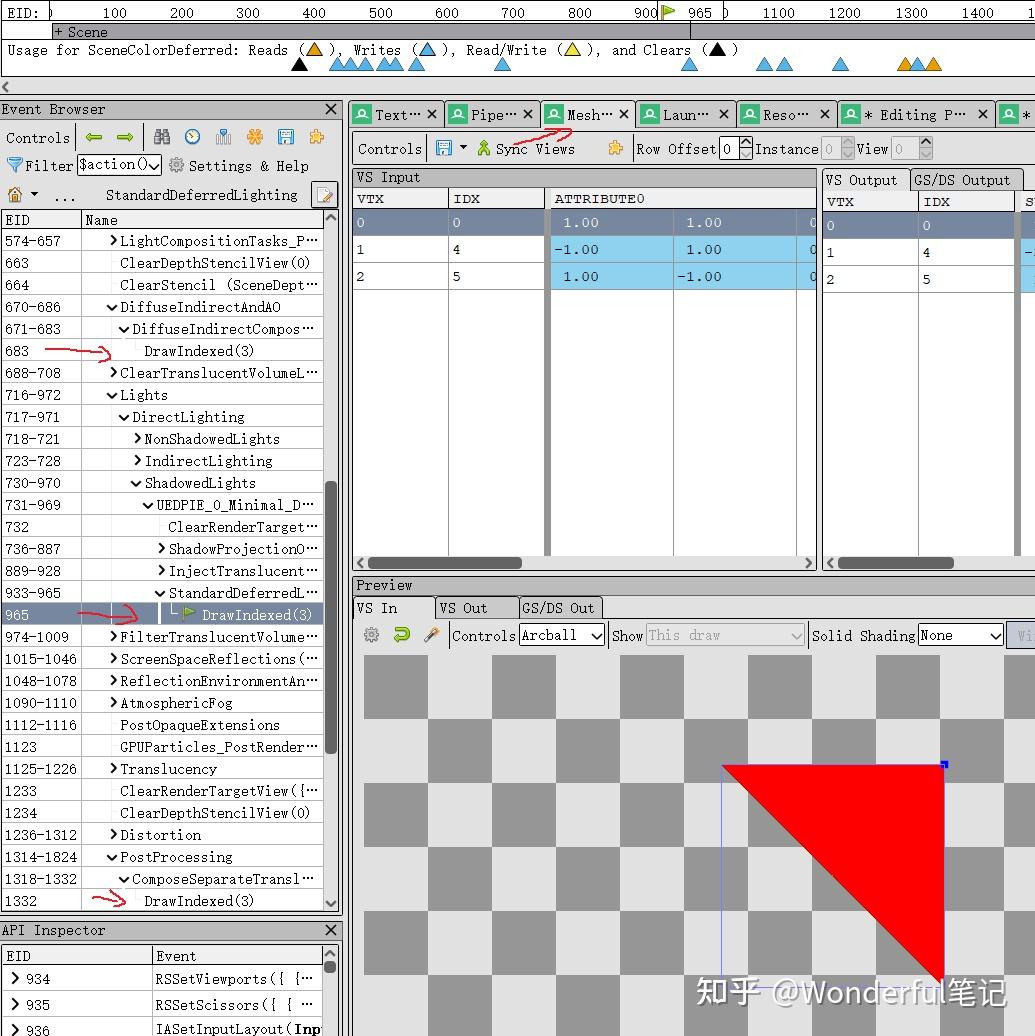 EID: 0 100 200 300 400 500 600 700 800 900 965 0 1100 1200 1300 1400
+ Scene
Usage for SceneColorDeferred: Reads ( ), Writes ( ), Read/Write ( ), and Clears ( )
Event Browser
Controls
Filter $action() Settings & Help
... StandardDeferredLighting
EID Name
574-657 LightCompositionTasks_P···
663 ClearDepthStencilView(0)
664 ClearStencil (SceneDept···
670-686 DiffuseIndirectAndAO
671-683 DiffuseIndirectCompos···
683 DrawIndexed(3)
688-708 ClearTranslucentVolumeL···
716-972 Lights
717-971 DirectLighting
718-721 NonShadowedLights
723-728 IndirectLighting
730-970 ShadowedLights
731-969 UEDPIE_0_Minimal_D···
732 ClearRenderTarget···
736-887 ShadowProjectionO···
889-928 InjectTranslucent···
933-965 StandardDeferredL···
965 DrawIndexed(3)
974-1009 FilterTranslucentVolume···
1015-1046 ScreenSpaceReflections(···
1048-1078 ReflectionEnvironmentAn···
1090-1110 AtmosphericFog
1112-1116 PostOpaqueExtensions
1123 GPUParticles_PostRender···
1125-1226 Translucency
1233 ClearRenderTargetView({···
1234 ClearDepthStencilView(0)
1236-1312 Distortion
1314-1824 PostProcessing
1318-1332 ComposeSeparateTransl···
1332 DrawIndexed(3)
API Inspector
EID Event
934 RSSetViewports({ {···
935 RSSetScissors({ { ···
936 IASetInputLayout(Inp
Text··· Pipe··· Mesh··· Laun··· Reso··· * Editing P··· *
Controls Sync Views Row Offset 0 Instance 0 View 0
VS Input
VTX IDX ATTRIBUTE0
0 0 1.00 1.00 0
1 4 -1.00 1.00 0
2 5 1.00 -1.00 0
VS Output GS/DS Output
VTX IDX S
0 0
1 4 -
2 5
Preview
VS In VS Out GS/DS Out
Controls Arcball Show This draw Solid Shading None Wi
知乎 @Wonderful笔记